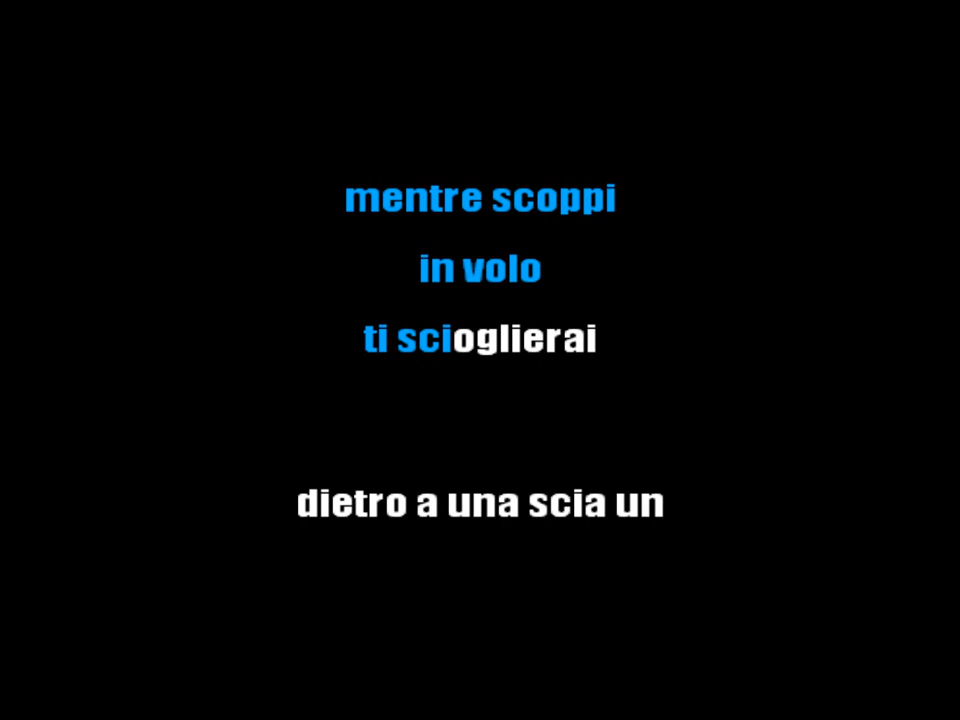 mentre scoppi
in volo
ti scioglierai
dietro a una scia un